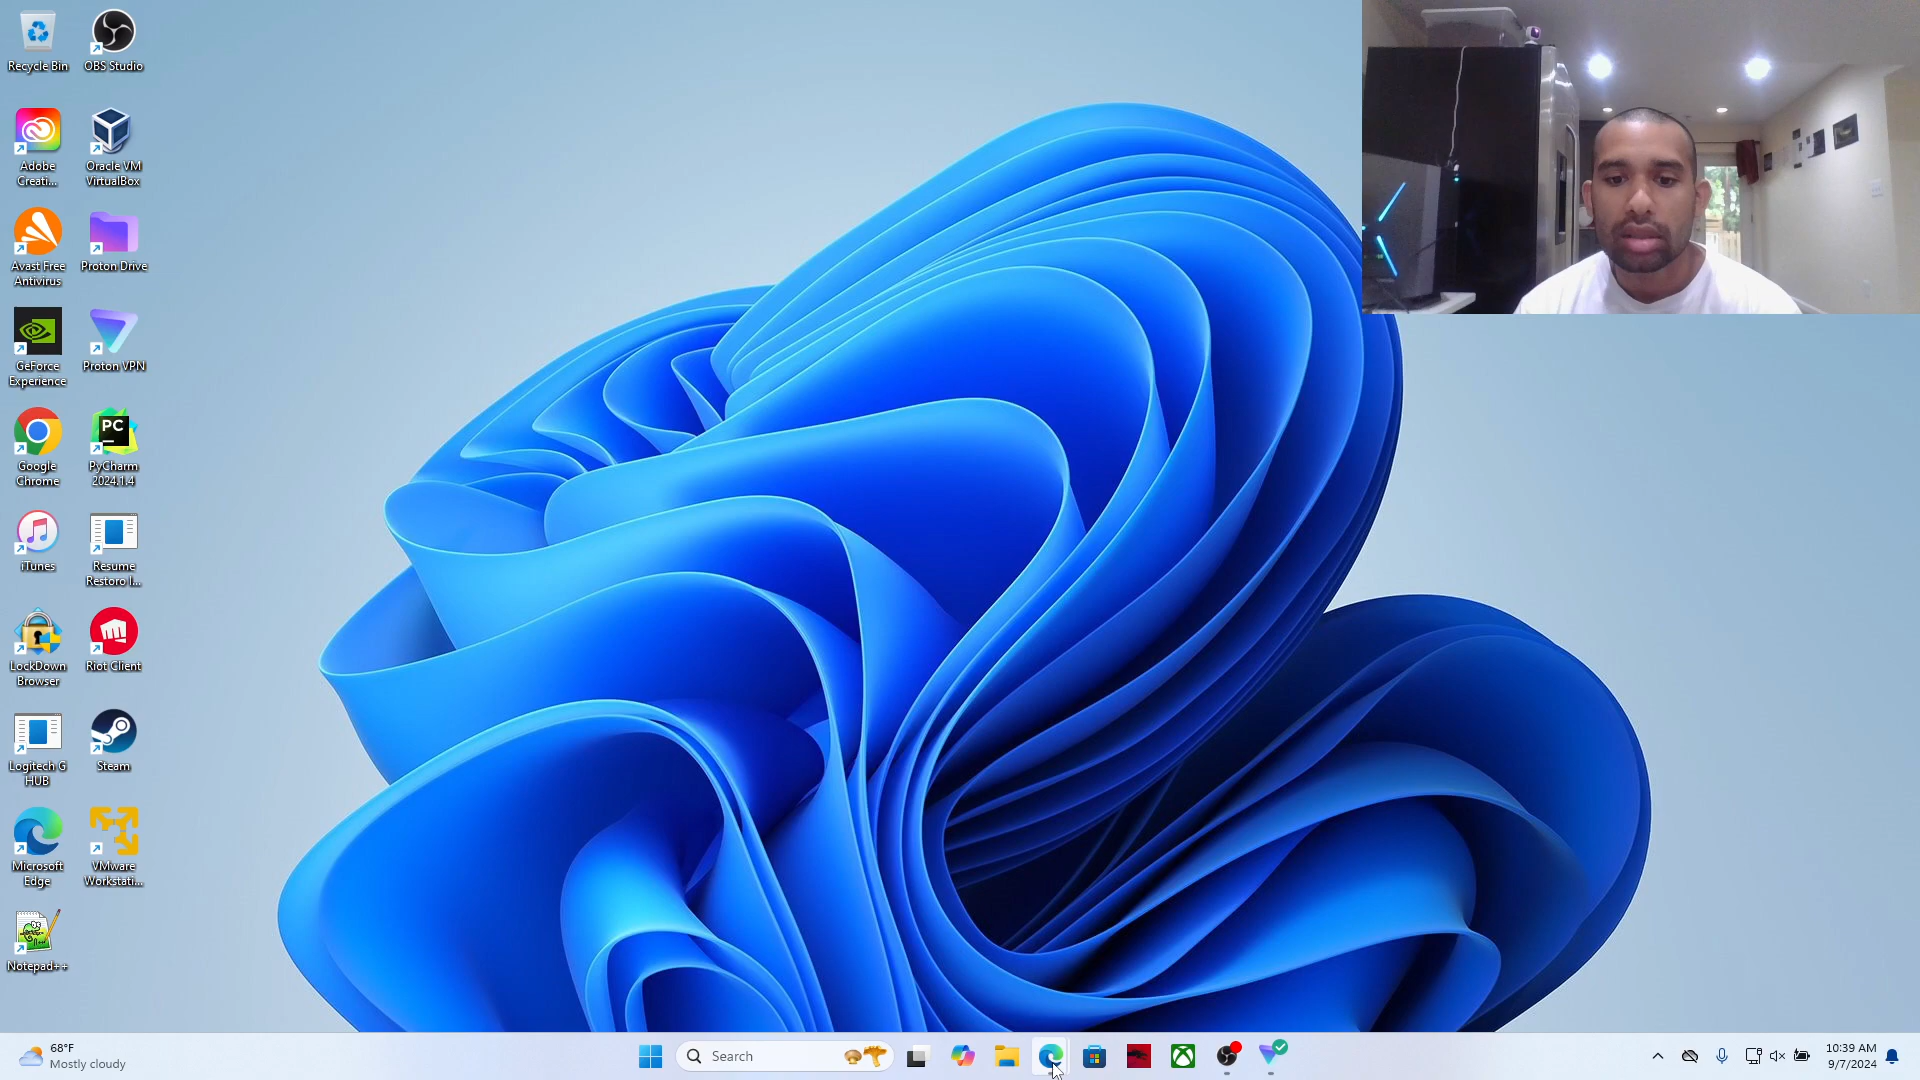 Recycle Bin
OBS Studio
Adobe
Creati...
Oracle VM
VirtualBox
Avast Free
Antivirus
Proton Drive
GeForce
Experience
Proton VPN
Google
Chrome
PC
PyCharm
2024.1.4
iTunes
Resume
Restoro I...
LockDown
Browser
Riot Client
Logitech G
HUB
Steam
Microsoft
Edge
VMware
Workstati...
Notepad++
68°F
Mostly cloudy
Search
10:39 AM
9/7/2024